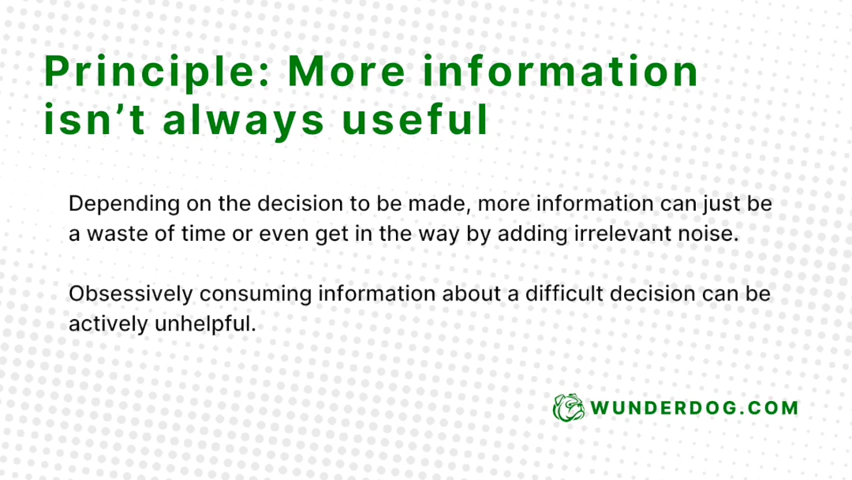 Principle: More information
isn’t always useful
Depending on the decision to be made, more information can just be
a waste of time or even get in the way by adding irrelevant noise.
Obsessively consuming information about a difficult decision can be
actively unhelpful.
WUNDERDOG.COM